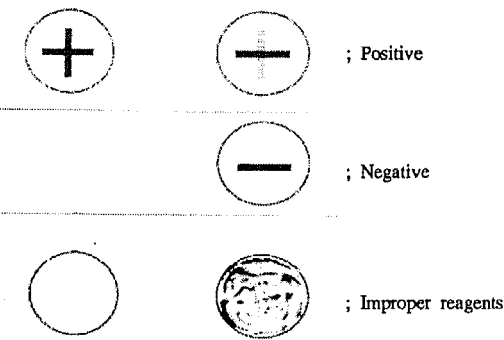 ; Positive
; Negative
; Improper reagents